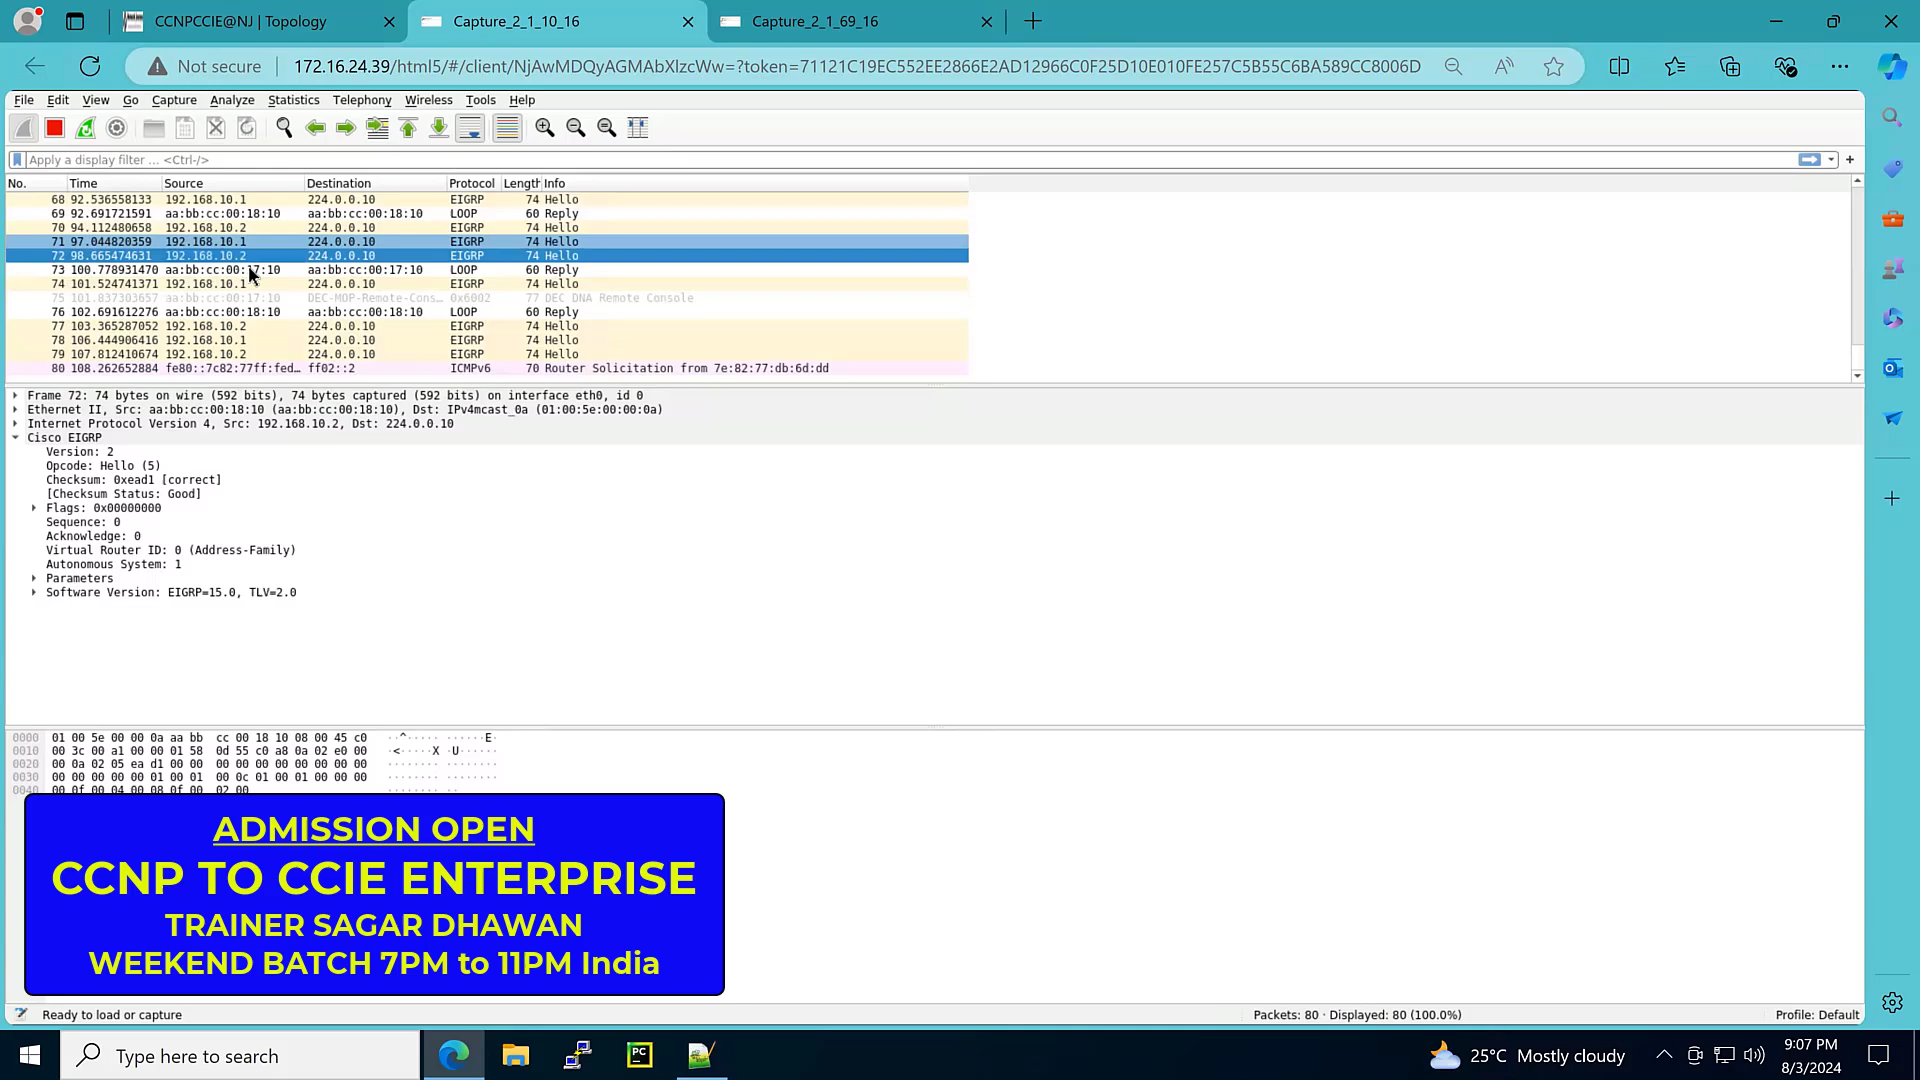 CCNPCCIE@NJ | Topology
Capture_2_1_10_16
Capture_2_1_69_16
Not secure
172.16.24.39/html5/#/client/NjAwMDQyAGMAbXlzcWw=?token=71121C19EC552EE2866E2AD12966C0F25D10E010FE257C5B55C6BA589CC8006D
File Edit View Go Capture Analyze Statistics Telephony Wireless Tools Help
Apply a display filter ... <Ctrl-/>
No. Time Source Destination Protocol Length Info
68 92.536558133 192.168.10.1 224.0.0.10 EIGRP 74 Hello
69 92.691721591 aa:bb:cc:00:18:10 aa:bb:cc:00:18:10 LOOP 60 Reply
70 94.112480658 192.168.10.2 224.0.0.10 EIGRP 74 Hello
71 97.044820359 192.168.10.1 224.0.0.10 EIGRP 74 Hello
72 98.665474631 192.168.10.2 224.0.0.10 EIGRP 74 Hello
73 100.778931470 aa:bb:cc:00:17:10 aa:bb:cc:00:17:10 LOOP 60 Reply
74 101.524741371 192.168.10.1 224.0.0.10 EIGRP 74 Hello
75 101.837303657 aa:bb:cc:00:17:10 DEC-MOP-Remote-Cons… 0x6002 77 DEC DNA Remote Console
76 102.691612276 aa:bb:cc:00:18:10 aa:bb:cc:00:18:10 LOOP 60 Reply
77 103.365287052 192.168.10.2 224.0.0.10 EIGRP 74 Hello
78 106.444906416 192.168.10.1 224.0.0.10 EIGRP 74 Hello
79 107.812410674 192.168.10.2 224.0.0.10 EIGRP 74 Hello
80 108.262652884 fe80::7c82:77ff:fed… ff02::2 ICMPv6 70 Router Solicitation from 7e:82:77:db:6d:dd
Frame 72: 74 bytes on wire (592 bits), 74 bytes captured (592 bits) on interface eth0, id 0
Ethernet II, Src: aa:bb:cc:00:18:10 (aa:bb:cc:00:18:10), Dst: IPv4mcast_0a (01:00:5e:00:00:0a)
Internet Protocol Version 4, Src: 192.168.10.2, Dst: 224.0.0.10
Cisco EIGRP
Version: 2
Opcode: Hello (5)
Checksum: 0xead1 [correct]
[Checksum Status: Good]
Flags: 0x00000000
Sequence: 0
Acknowledge: 0
Virtual Router ID: 0 (Address-Family)
Autonomous System: 1
Parameters
Software Version: EIGRP=15.0, TLV=2.0
0000 01 00 5e 00 00 0a aa bb cc 00 18 10 08 00 45 c0 ··^····· ······E·
0010 00 3c 00 a1 00 00 01 58 0d 55 c0 a8 0a 02 e0 00 ·<·····X ·U······
0020 00 0a 02 05 ea d1 00 00 00 00 00 00 00 00 00 00 ········ ········
0030 00 00 00 00 00 01 00 01 00 0c 01 00 01 00 00 00 ········ ········
0040 00 0f 00 04 00 08 0f 00 02 00 ········ ··
ADMISSION OPEN
CCNP TO CCIE ENTERPRISE
TRAINER SAGAR DHAWAN
WEEKEND BATCH 7PM to 11PM India
Ready to load or capture
Packets: 80 · Displayed: 80 (100.0%)
Profile: Default
Type here to search
PC
25°C Mostly cloudy
9:07 PM
8/3/2024